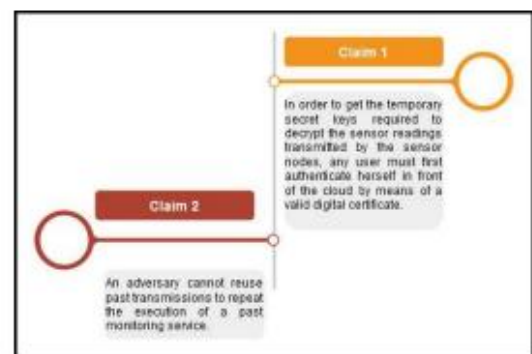 Claim 1
In order to get the temporary
secret keys required to
decrypt the sensor readings
transmitted by the sensor
nodes, any user must first
authenticate herself in front
of the cloud by means of a
valid digital certificate.
Claim 2
An adversary cannot reuse
past transmissions to repeat
the execution of a past
monitoring service.